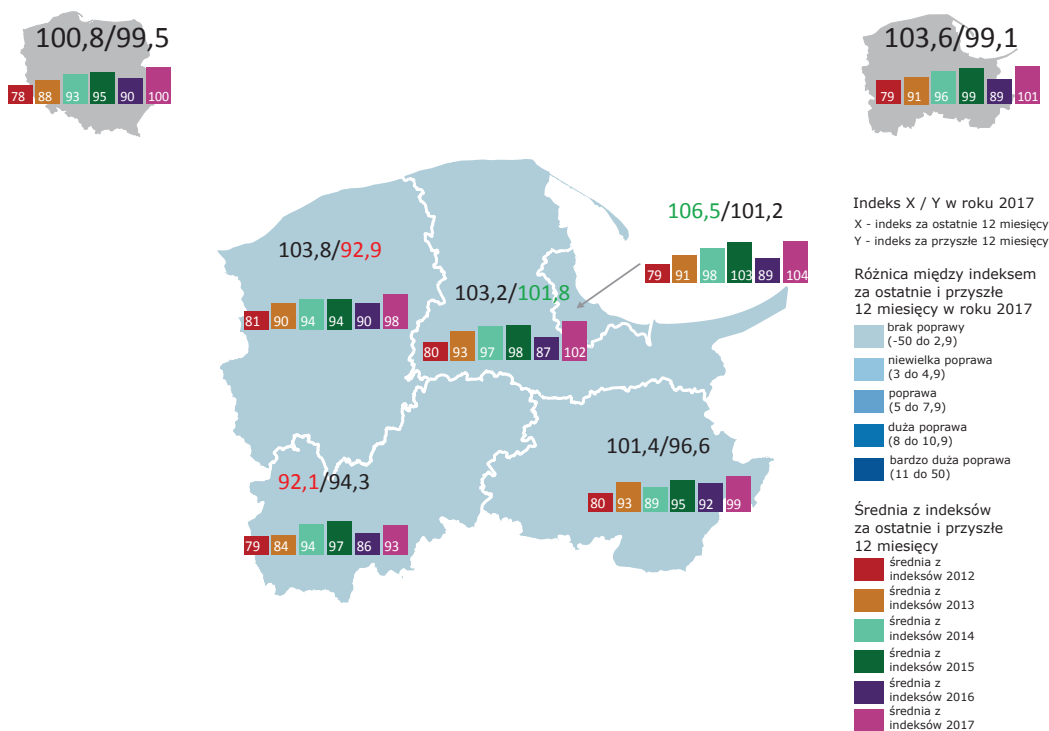 100,8/99,5
78 88 93 95 90 100
103,6/99,1
79 91 96 99 89 101
106,5/101,2
79 91 98 103 89 104
103,8/92,9
81 90 94 94 90 98
103,2/101,8
80 93 97 98 87 102
101,4/96,6
80 93 89 95 92 99
92,1/94,3
79 84 94 97 86 93
Indeks X / Y w roku 2017
X - indeks za ostatnie 12 miesięcy
Y - indeks za przyszłe 12 miesięcy
Różnica między indeksem
za ostatnie i przyszłe
12 miesięcy w roku 2017
brak poprawy
(-50 do 2,9)
niewielka poprawa
(3 do 4,9)
poprawa
(5 do 7,9)
duża poprawa
(8 do 10,9)
bardzo duża poprawa
(11 do 50)
Średnia z indeksów
za ostatnie i przyszłe
12 miesięcy
średnia z
indeksów 2012
średnia z
indeksów 2013
średnia z
indeksów 2014
średnia z
indeksów 2015
średnia z
indeksów 2016
średnia z
indeksów 2017